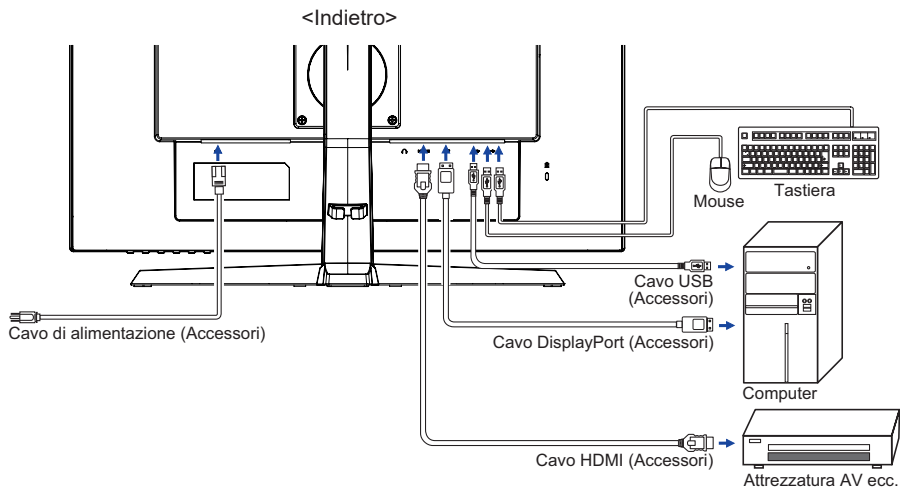 <Indietro>
Mouse
Tastiera
Cavo USB
(Accessori)
Cavo di alimentazione (Accessori)
Cavo DisplayPort (Accessori)
Computer
Cavo HDMI (Accessori)
Attrezzatura AV ecc.